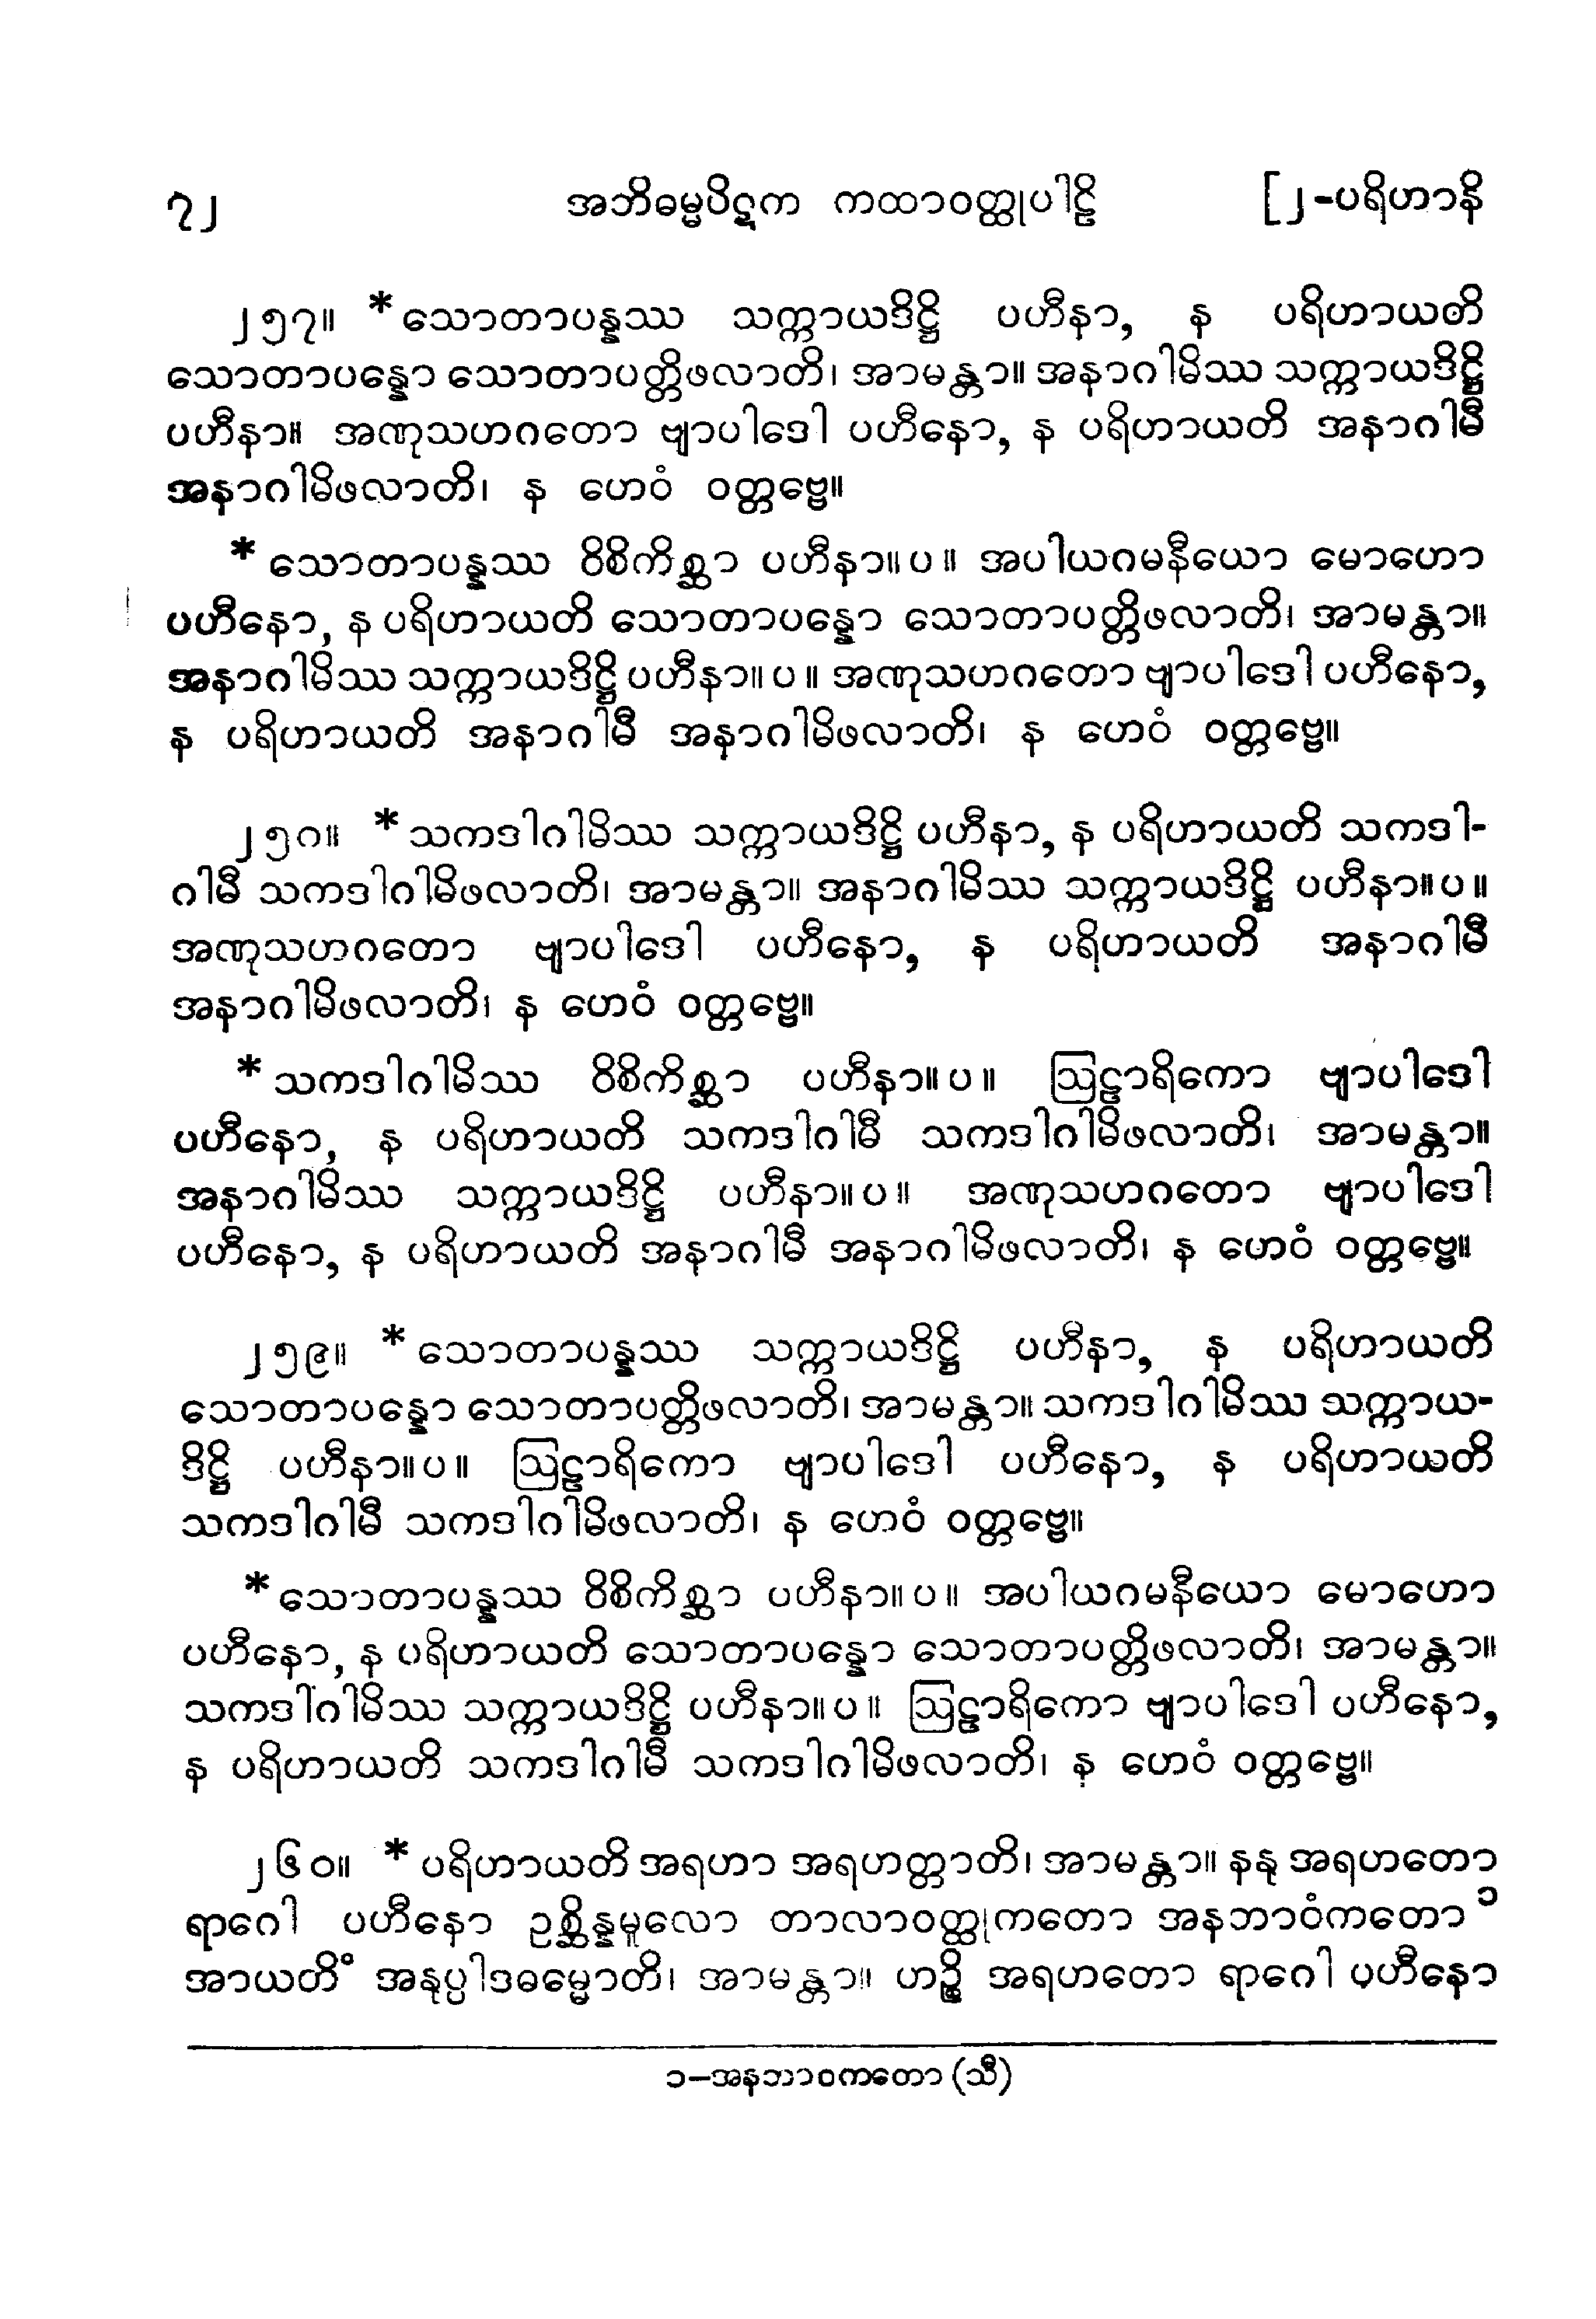 ၇၂ အဘိဓမ္မပိဋက ကထာဝတ္ထုပါဠိ [၂-ပရိဟာနိ
၂၅၇။ *သောတာပန္နဿ သက္ကာယဒိဋ္ဌိ ပဟီနာ, န ပရိဟာယတိ
သောတာပန္နော သောတာပတ္တိဖလာတိ၊ အာမန္တာ။ အနာဂါမိဿ သက္ကာယဒိဋ္ဌိ
ပဟီနာ။ အဏုသဟဂတော ဗျာပါဒေါ ပဟီနော, န ပရိဟာယတိ အနာဂါမီ
အနာဂါမိဖလာတိ၊ န ဟေဝံ ဝတ္တဗ္ဗေ။
* သောတာပန္နဿ ဝိစိကိစ္ဆာ ပဟီနာ။ပ။ အပါယဂမနီယော မောဟော
ပဟီနော, န ပရိဟာယတိ သောတာပန္နော သောတာပတ္တိဖလာတိ၊ အာမန္တာ။
အနာဂါမိဿ သက္ကာယဒိဋ္ဌိ ပဟီနာ။ပ။ အဏုသဟဂတော ဗျာပါဒေါ ပဟီနော,
န ပရိဟာယတိ အနာဂါမီ အနာဂါမိဖလာတိ၊ န ဟေဝံ ဝတ္တဗ္ဗေ။
၂၅၈။ *သကဒါဂါမိဿ သက္ကာယဒိဋ္ဌိ ပဟီနာ, န ပရိဟာယတိ သကဒါ-
ဂါမီ သကဒါဂါမိဖလာတိ၊ အာမန္တာ။ အနာဂါမိဿ သက္ကာယဒိဋ္ဌိ ပဟီနာ။ပ။
အဏုသဟဂတော ဗျာပါဒေါ ပဟီနော, န ပရိဟာယတိ အနာဂါမီ
အနာဂါမိဖလာတိ၊ န ဟေဝံ ဝတ္တဗ္ဗေ။
* သကဒါဂါမိဿ ဝိစိကိစ္ဆာ ပဟီနာ။ပ။ ဩဠာရိကော ဗျာပါဒေါ
ပဟီနော, န ပရိဟာယတိ သကဒါဂါမီ သကဒါဂါမိဖလာတိ၊ အာမန္တာ။
အနာဂါမိဿ သက္ကာယဒိဋ္ဌိ ပဟီနာ။ပ။ အဏုသဟဂတော ဗျာပါဒေါ
ပဟီနော, န ပရိဟာယတိ အနာဂါမီ အနာဂါမိဖလာတိ၊ န ဟေဝံ ဝတ္တဗ္ဗေ။
၂၅၉။ * သောတာပန္နဿ သက္ကာယဒိဋ္ဌိ ပဟီနာ, န ပရိဟာယတိ
သောတာပန္နော သောတာပတ္တိဖလာတိ၊ အာမန္တာ။ သကဒါဂါမိဿ သက္ကာယ-
ဒိဋ္ဌိ ပဟီနာ။ပ။ ဩဠာရိကော ဗျာပါဒေါ ပဟီနော, န ပရိဟာယတိ
သကဒါဂါမီ သကဒါဂါမိဖလာတိ၊ န ဟေဝံ ဝတ္တဗ္ဗေ။
* သောတာပန္နဿ ဝိစိကိစ္ဆာ ပဟီနာ။ပ။ အပါယဂမနီယော မောဟော
ပဟီနော, န ပရိဟာယတိ သောတာပန္နော သောတာပတ္တိဖလာတိ၊ အာမန္တာ။
သကဒါဂါမိဿ သက္ကာယဒိဋ္ဌိ ပဟီနာ။ပ။ ဩဠာရိကော ဗျာပါဒေါ ပဟီနော,
န ပရိဟာယတိ သကဒါဂါမီ သကဒါဂါမိဖလာတိ၊ န ဟေဝံ ဝတ္တဗ္ဗေ။
၂၆၀။ * ပရိဟာယတိ အရဟာ အရဟတ္တာတိ၊ အာမန္တာ။ နနု အရဟတော
ရာဂေါ ပဟီနော ဥစ္ဆိန္နမူလော တာလာဝတ္ထုကတော အနဘာဝံကတော ၁
အာယတိံ အနုပ္ပါဒဓမ္မောတိ၊ အာမန္တာ။ ဟဉ္စိ အရဟတော ရာဂေါ ပဟီနော
၁–အနဘာဝကတော (သီ)